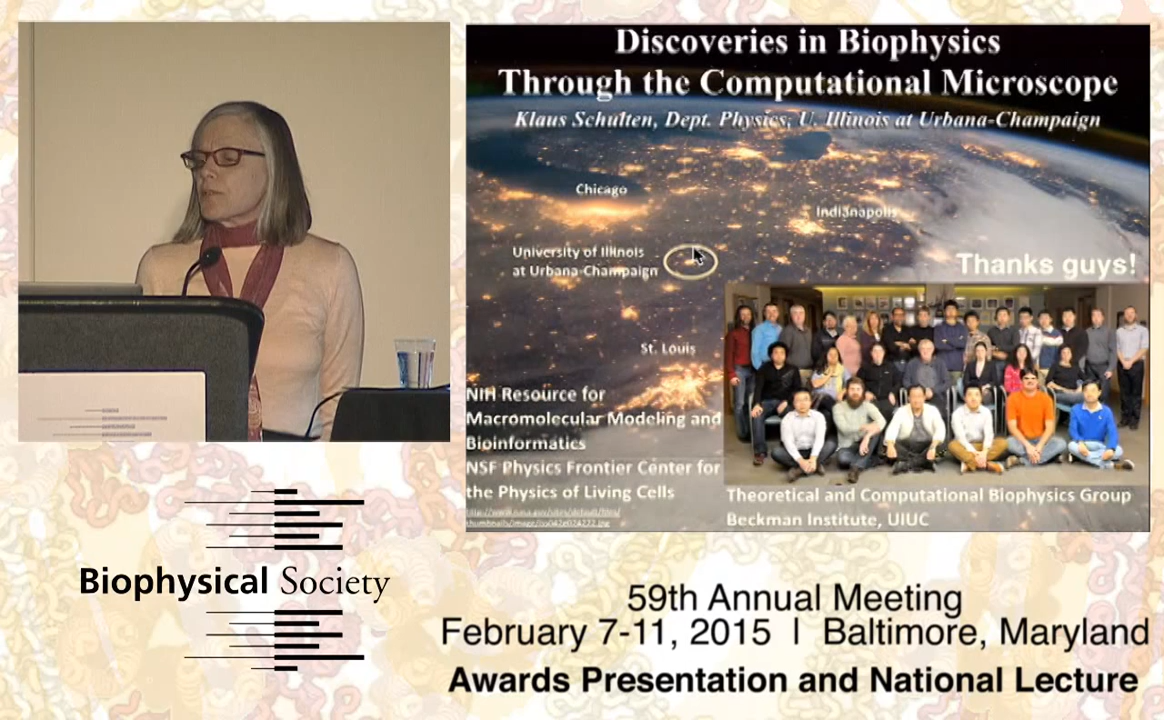 Discoveries in Biophysics
Through the Computational Microscope
Klaus Schulten, Dept. Physics, U. Illinois at Urbana-Champaign
Chicago
Indianapolis
University of Illinois
at Urbana-Champaign
Thanks guys!
St. Louis
NIH Resource for
Macromolecular Modeling and
Bioinformatics
NSF Physics Frontier Center for
the Physics of Living Cells
Theoretical and Computational Biophysics Group
Beckman Institute, UIUC
Biophysical Society
59th Annual Meeting
February 7-11, 2015 | Baltimore, Maryland
Awards Presentation and National Lecture